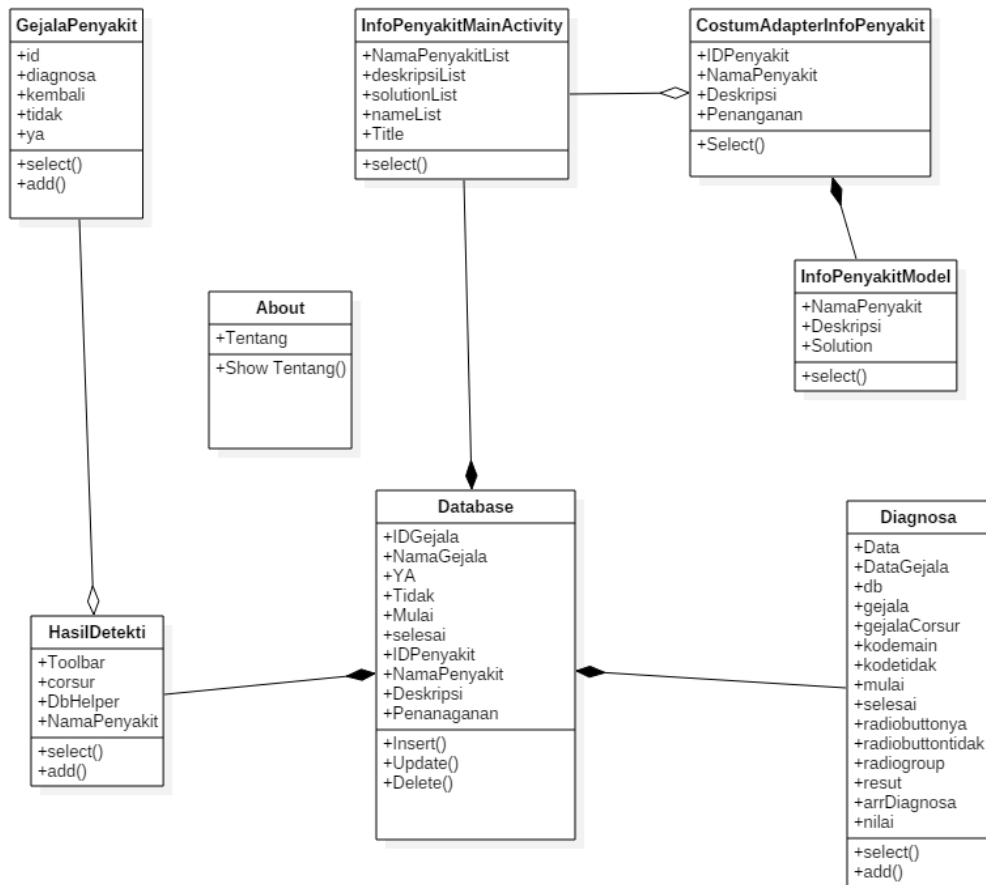 GejalaPenyakit
+id
+diagnosa
+kembali
+tidak
+ya
+select()
+add()
InfoPenyakitMainActivity
+NamaPenyakitList
+deskripsiList
+solutionList
+nameList
+Title
+select()
CostumAdapterInfoPenyakit
+IDPenyakit
+NamaPenyakit
+Deskripsi
+Penanganan
+Select()
InfoPenyakitModel
+NamaPenyakit
+Deskripsi
+Solution
+select()
About
+Tentang
+Show Tentang()
HasilDetekti
+Toolbar
+corsur
+DbHelper
+NamaPenyakit
+select()
+add()
Database
+IDGejala
+NamaGejala
+YA
+Tidak
+Mulai
+selesai
+IDPenyakit
+NamaPenyakit
+Deskripsi
+Penanaganan
+Insert()
+Update()
+Delete()
Diagnosa
+Data
+DataGejala
+db
+gejala
+gejalaCorsur
+kodemain
+kodetidak
+mulai
+selesai
+radiobuttonya
+radiobuttontidak
+radiogroup
+resut
+arrDiagnosa
+nilai
+select()
+add()